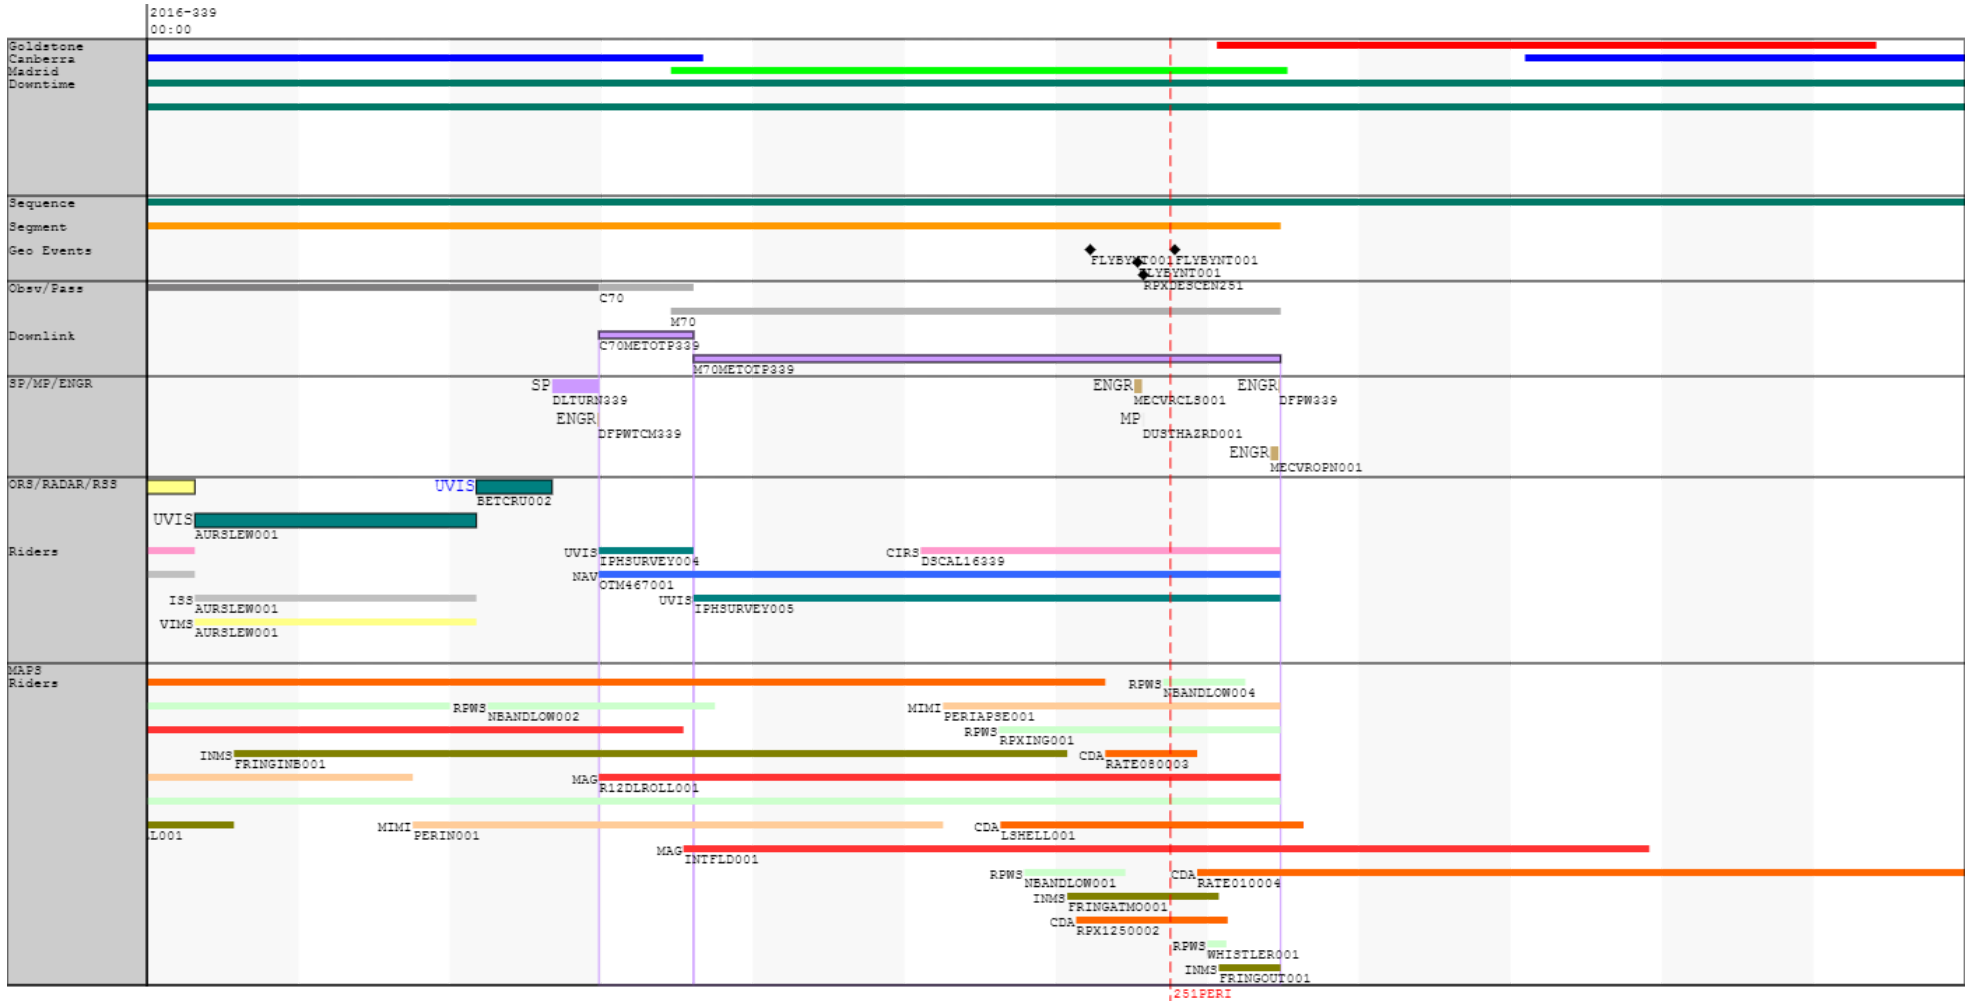 2016-339
00:00
Goldstone
Canberra
Madrid
Downtime
Sequence
Segment
Geo Events
FLYBYNT001 FLYBYNT001
FLYBYNT001
RPXDESCEN251
Obsv/Pass
C70
M70
Downlink
C70METOTP339
M70METOTP339
SP/MP/ENGR
SP ENGR ENGR
DLTURN339 MECVRCLS001 DFPW339
ENGR MP
DFPWTCM339 DUSTHAZRD001
ENGR
MECVROPN001
ORS/RADAR/RSS
UVIS
BETCRU002
UVIS
AURSLEW001
Riders
UVIS CIRS
IPHSURVEY004 DSCAL16339
NAV
OTM467001
ISS UVIS
AURSLEW001 IPHSURVEY005
VIMS
AURSLEW001
MAPS
Riders
RPWS
NBANDLOW004
RPWS MIMI
NBANDLOW002 PERIAPSE001
RPWS
RPXING001
INMS CDA
FRINGINB001 RATE080003
MAG
R12DLROLL001
MIMI CDA
LL001 PERIN001 LSHELL001
MAG
INTFLD001
RPWS CDA
NBANDLOW001 RATE010004
INMS
FRINGATMO001
CDA
RPX1250002
RPWS
WHISTLER001
INMS
FRINGOUT001
251PERI